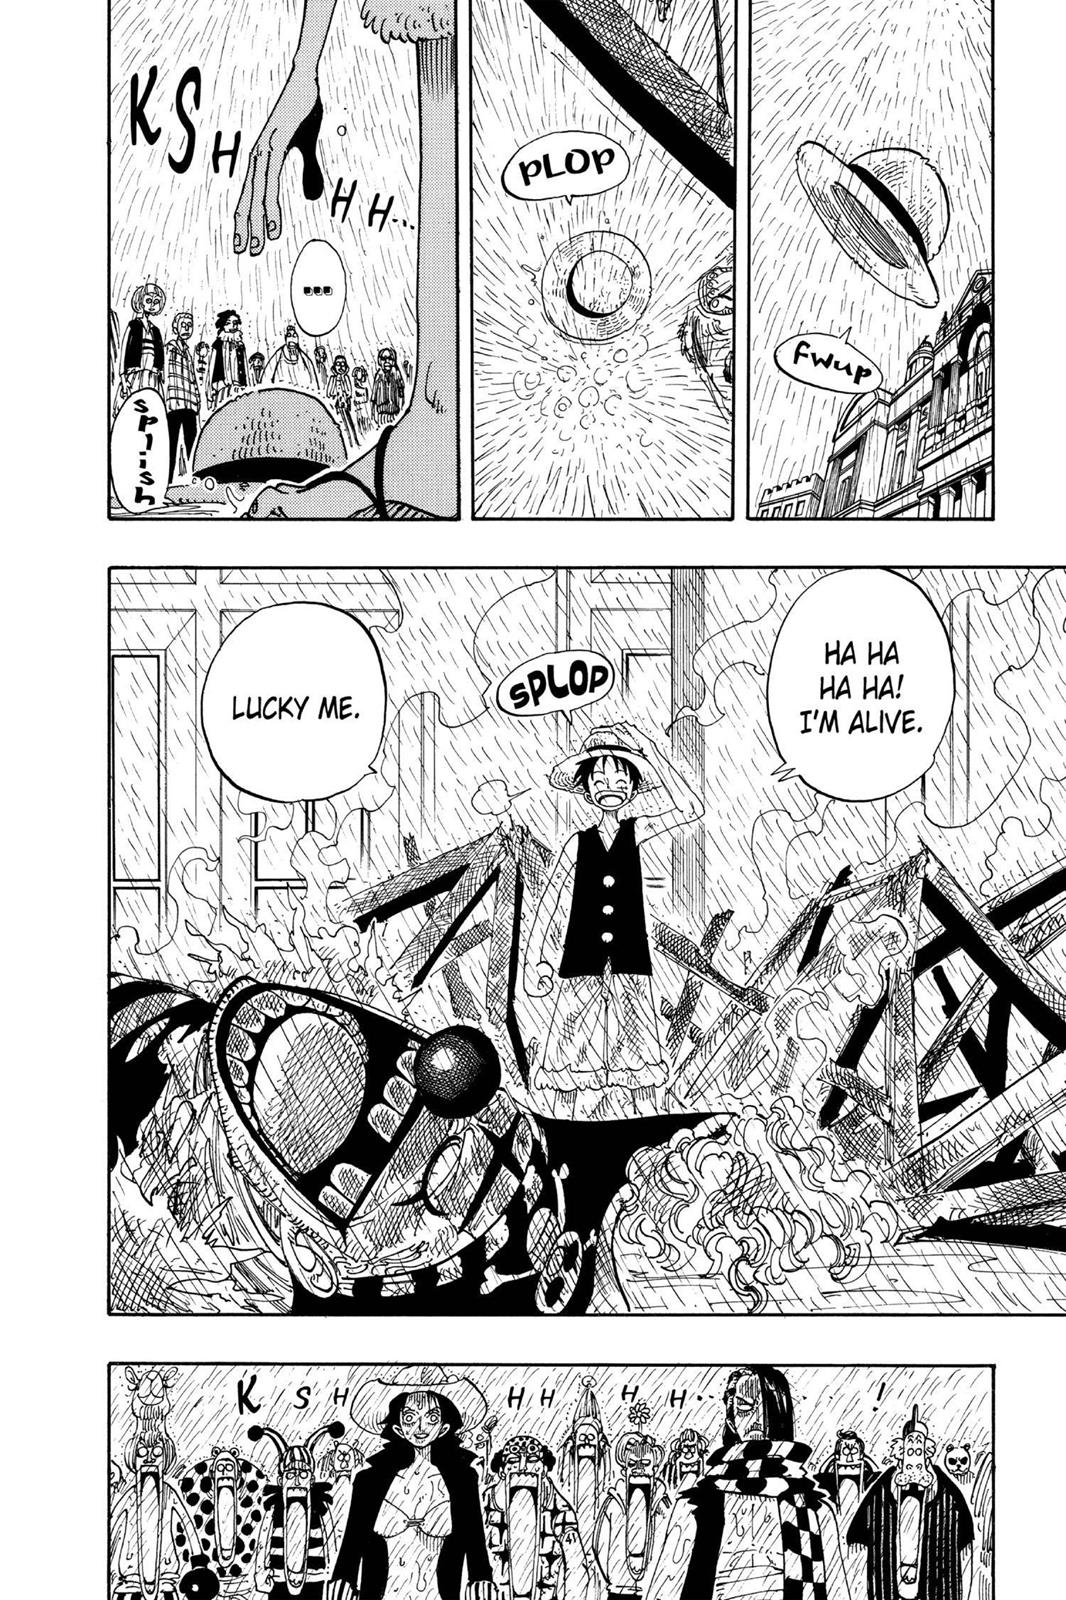 FWUP
PLOP
KSHHH...
...
SPLISH
HA HA
HA HA!
I'M ALIVE.
SPLOP
LUCKY ME.
KSHHHHH...
!